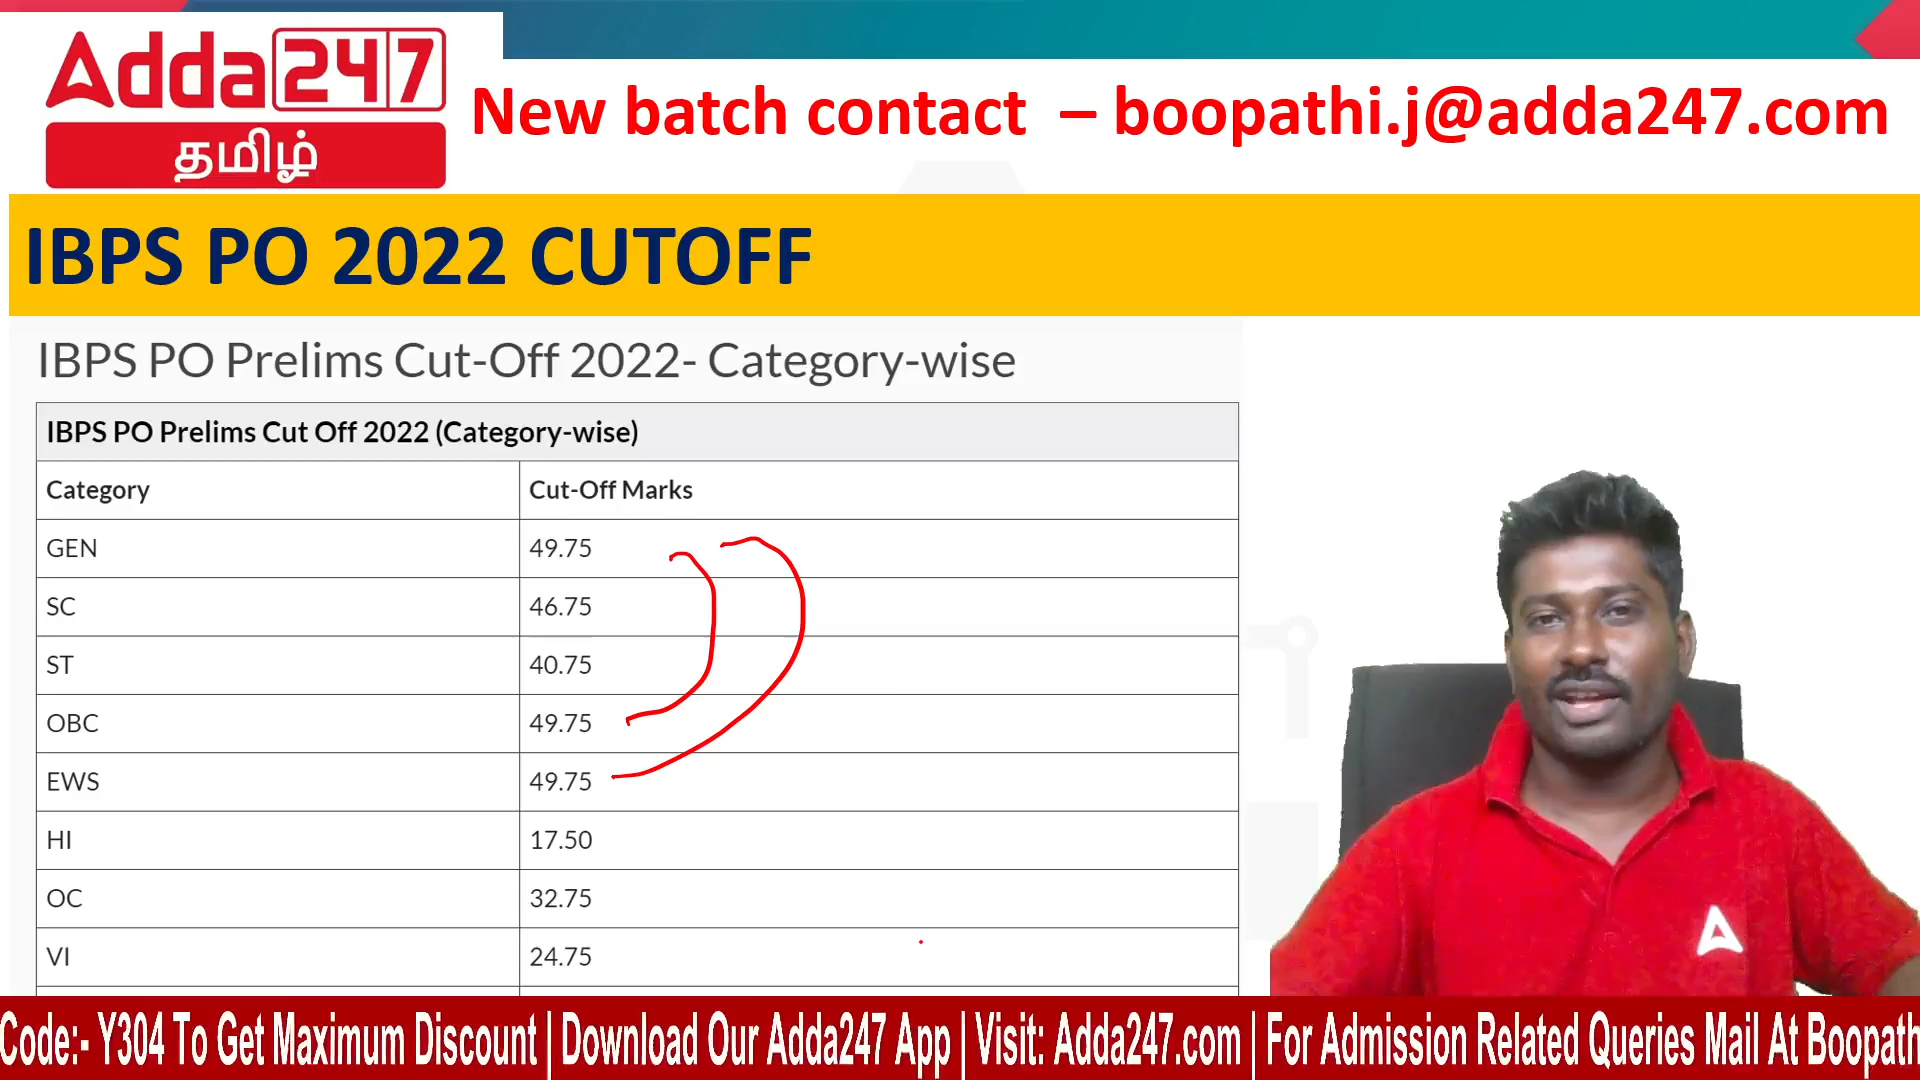 Adda247
தமிழ்
New batch contact – boopathi.j@adda247.com
IBPS PO 2022 CUTOFF
IBPS PO Prelims Cut-Off 2022- Category-wise
IBPS PO Prelims Cut Off 2022 (Category-wise)
Category Cut-Off Marks
GEN 49.75
SC 46.75
ST 40.75
OBC 49.75
EWS 49.75
HI 17.50
OC 32.75
VI 24.75
Code:- Y304 To Get Maximum Discount | Download Our Adda247 App | Visit: Adda247.com | For Admission Related Queries Mail At Boopath